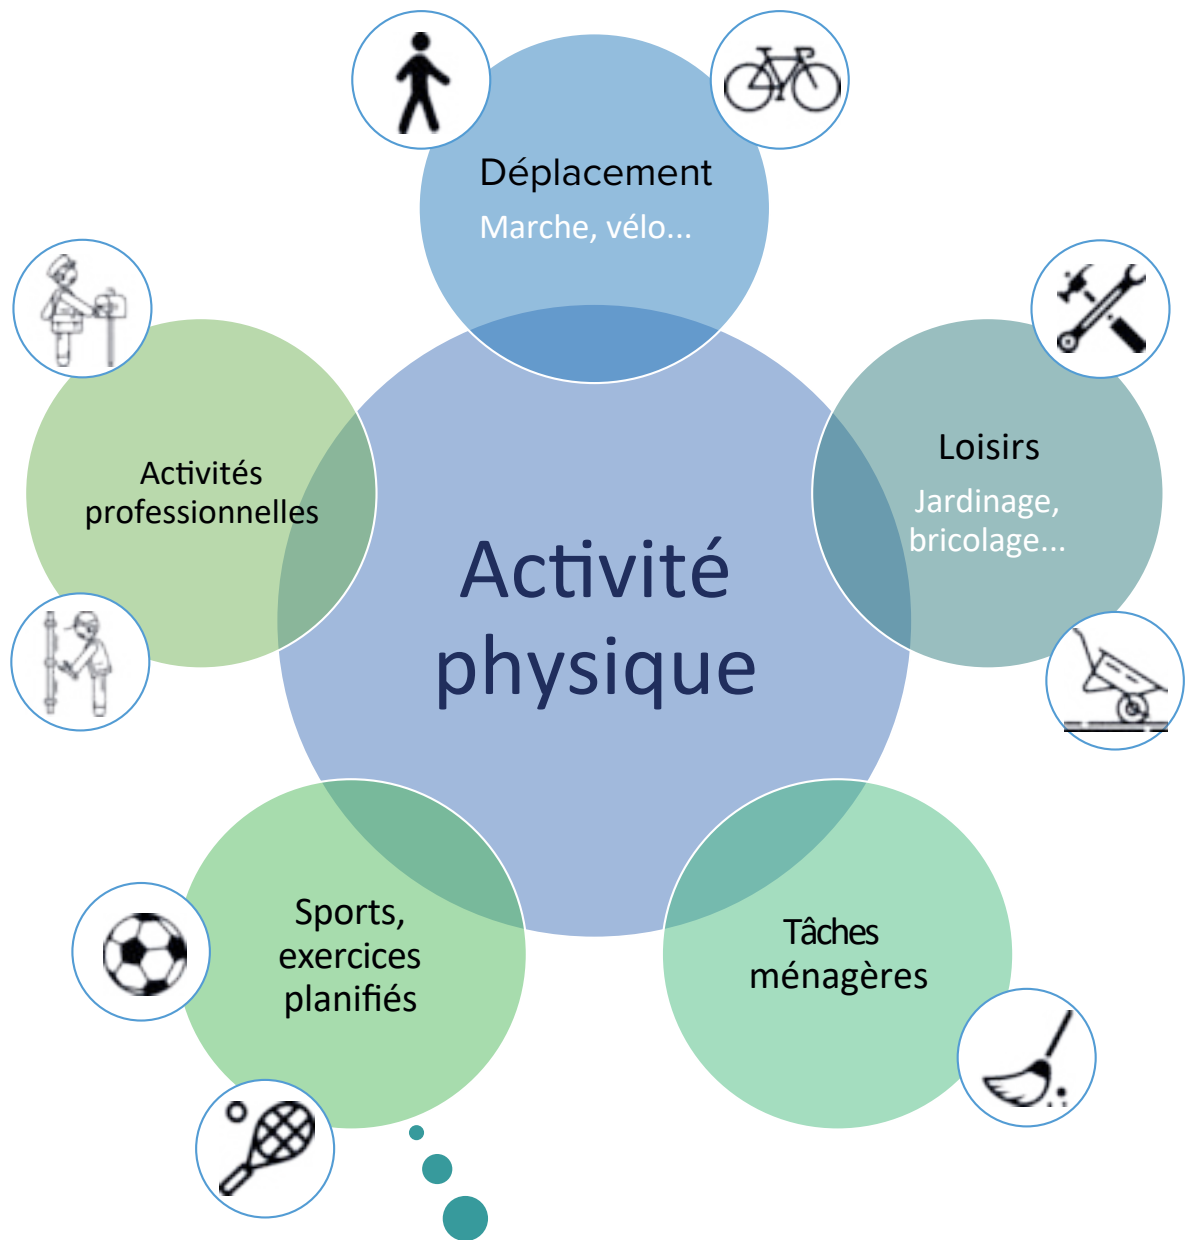 Déplacement
Marche, vélo...
Activités
professionnelles
Loisirs
Jardinage,
bricolage...
Activité
physique
Sports,
exercices
planifiés
Tâches
ménagères